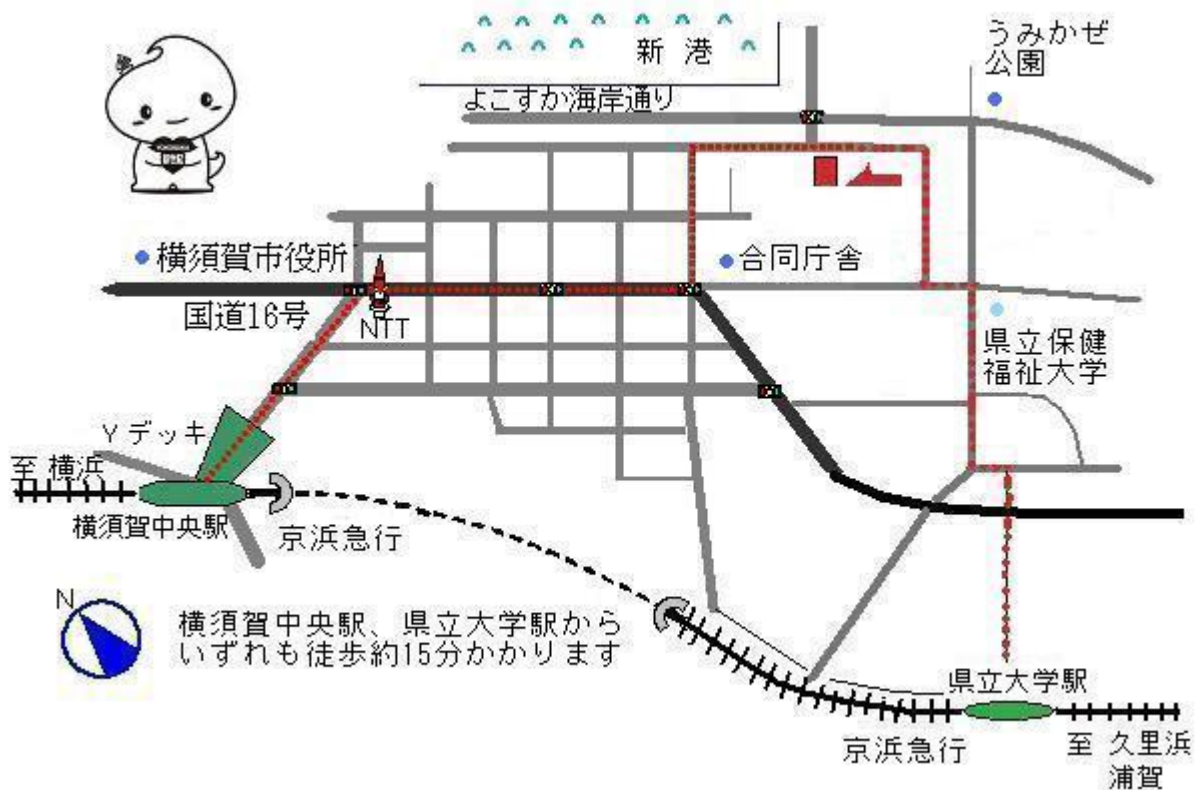 新 港
うみかぜ
公園
よこすか海岸通り
横須賀市役所
合同庁舎
国道16号
NTT
県立保健
福祉大学
Yデッキ
至 横浜
横須賀中央駅
京浜急行
N
横須賀中央駅、県立大学駅から
いずれも徒歩約15分かかります
県立大学駅
京浜急行
至 久里浜
浦賀